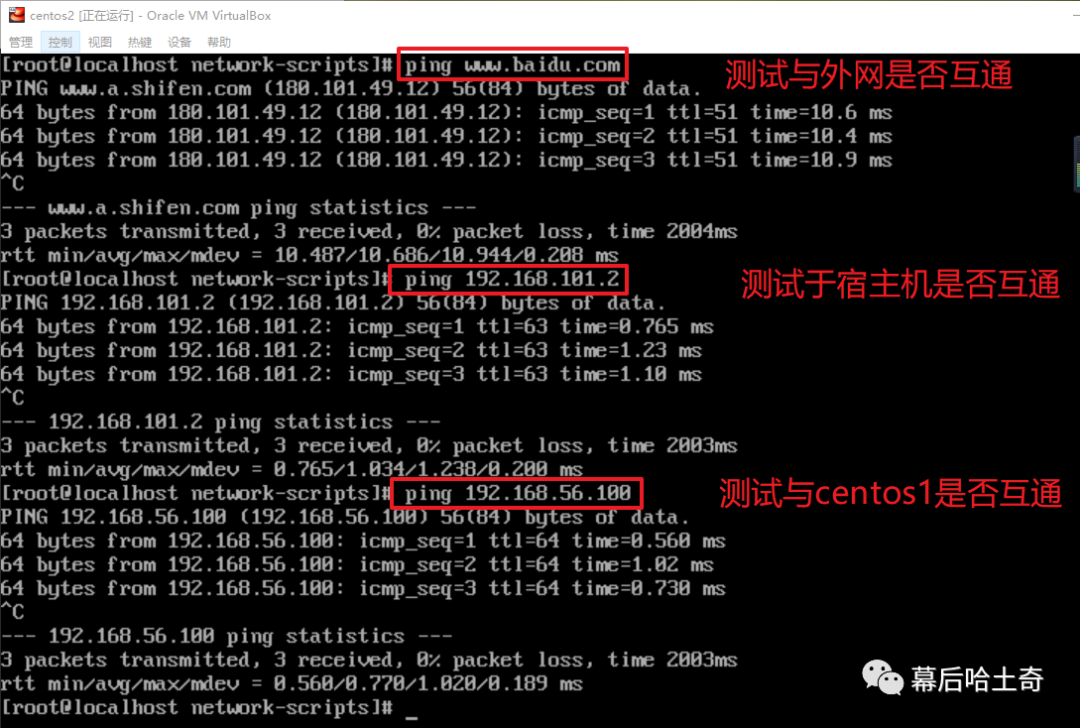 centos2 [正在运行] - Oracle VM VirtualBox
管理 控制 视图 热键 设备 帮助
[root@localhost network-scripts]# ping www.baidu.com
测试与外网是否互通
PING www.a.shifen.com (180.101.49.12) 56(84) bytes of data.
64 bytes from 180.101.49.12 (180.101.49.12): icmp_seq=1 ttl=51 time=10.6 ms
64 bytes from 180.101.49.12 (180.101.49.12): icmp_seq=2 ttl=51 time=10.4 ms
64 bytes from 180.101.49.12 (180.101.49.12): icmp_seq=3 ttl=51 time=10.9 ms
^C
--- www.a.shifen.com ping statistics ---
3 packets transmitted, 3 received, 0% packet loss, time 2004ms
rtt min/avg/max/mdev = 10.487/10.686/10.944/0.208 ms
[root@localhost network-scripts]# ping 192.168.101.2
测试于宿主机是否互通
PING 192.168.101.2 (192.168.101.2) 56(84) bytes of data.
64 bytes from 192.168.101.2: icmp_seq=1 ttl=63 time=0.765 ms
64 bytes from 192.168.101.2: icmp_seq=2 ttl=63 time=1.23 ms
64 bytes from 192.168.101.2: icmp_seq=3 ttl=63 time=1.10 ms
^C
--- 192.168.101.2 ping statistics ---
3 packets transmitted, 3 received, 0% packet loss, time 2003ms
rtt min/avg/max/mdev = 0.765/1.034/1.238/0.200 ms
[root@localhost network-scripts]# ping 192.168.56.100
测试与centos1是否互通
PING 192.168.56.100 (192.168.56.100) 56(84) bytes of data.
64 bytes from 192.168.56.100: icmp_seq=1 ttl=64 time=0.560 ms
64 bytes from 192.168.56.100: icmp_seq=2 ttl=64 time=1.02 ms
64 bytes from 192.168.56.100: icmp_seq=3 ttl=64 time=0.730 ms
^C
--- 192.168.56.100 ping statistics ---
3 packets transmitted, 3 received, 0% packet loss, time 2003ms
rtt min/avg/max/mdev = 0.560/0.770/1.020/0.189 ms
[root@localhost network-scripts]# _
幕后哈土奇